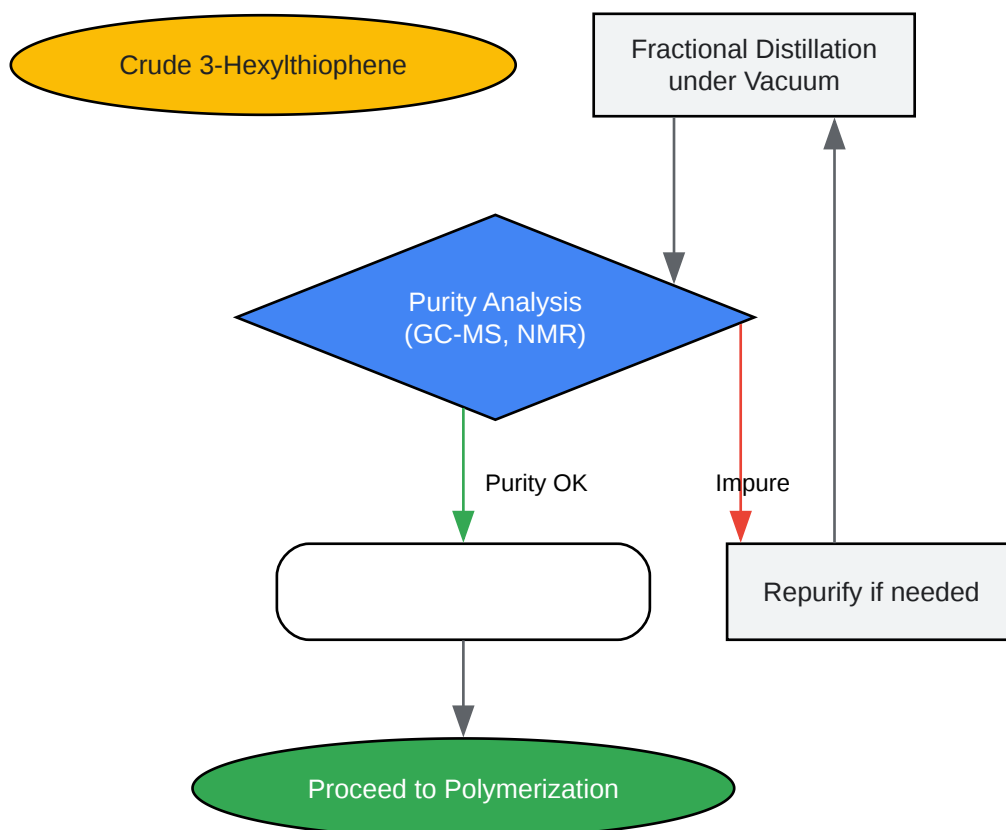 Crude 3-Hexylthiophene
Fractional Distillation
under Vacuum
Purity Analysis
(GC-MS, NMR)
Purity OK
Impure
Repurify if needed
Proceed to Polymerization